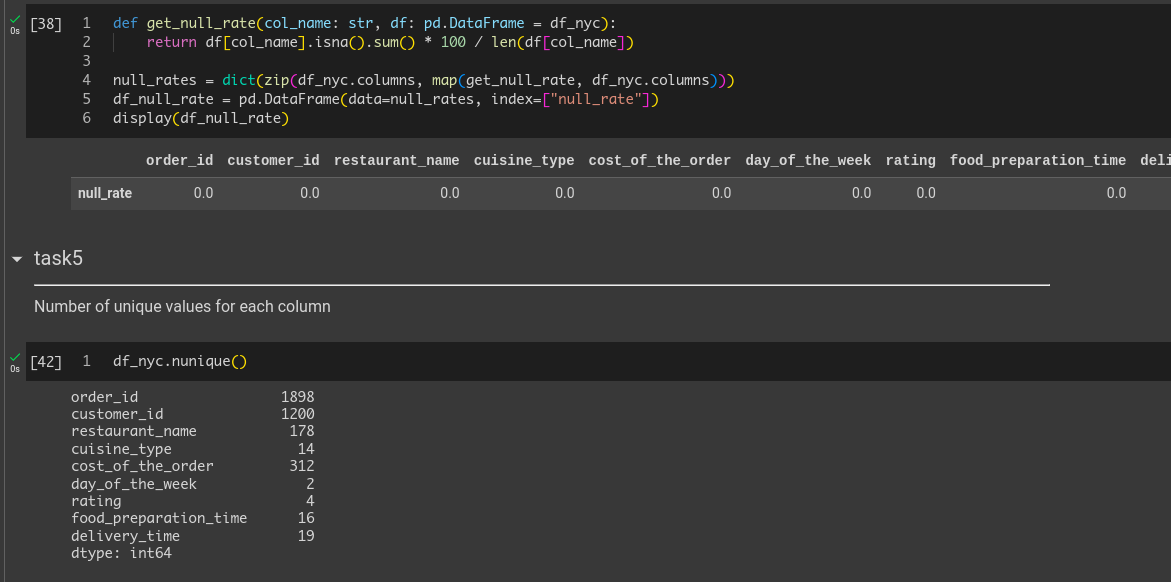 [38] 1 def get_null_rate(col_name: str, df: pd.DataFrame = df_nyc):
2 return df[col_name].isna().sum() * 100 / len(df[col_name])
3
4 null_rates = dict(zip(df_nyc.columns, map(get_null_rate, df_nyc.columns)))
5 df_null_rate = pd.DataFrame(data=null_rates, index=["null_rate"])
6 display(df_null_rate)
0s
order_id customer_id restaurant_name cuisine_type cost_of_the_order day_of_the_week rating food_preparation_time deli
null_rate 0.0 0.0 0.0 0.0 0.0 0.0 0.0 0.0
task5
Number of unique values for each column
[42] 1 df_nyc.nunique()
0s
order_id 1898
customer_id 1200
restaurant_name 178
cuisine_type 14
cost_of_the_order 312
day_of_the_week 2
rating 4
food_preparation_time 16
delivery_time 19
dtype: int64